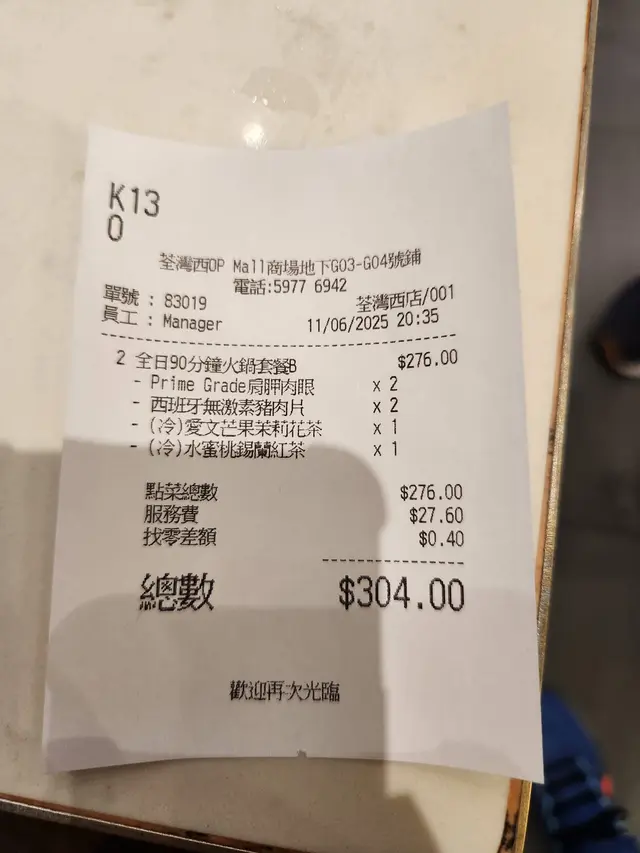 K13
0
荃灣西OP Mall商場地下G03-G04號鋪
電話:5977 6942
單號 : 83019 荃灣西店/001
員工 : Manager 11/06/2025 20:35
2 全日90分鐘火鍋套餐B $276.00
- Prime Grade肩胛肉眼 x 2
- 西班牙無激素豬肉片 x 2
- (冷)愛文芒果茉莉花茶 x 1
- (冷)水蜜桃錫蘭紅茶 x 1
點菜總數 $276.00
服務費 $27.60
找零差額 $0.40
總數 $304.00
歡迎再次光臨